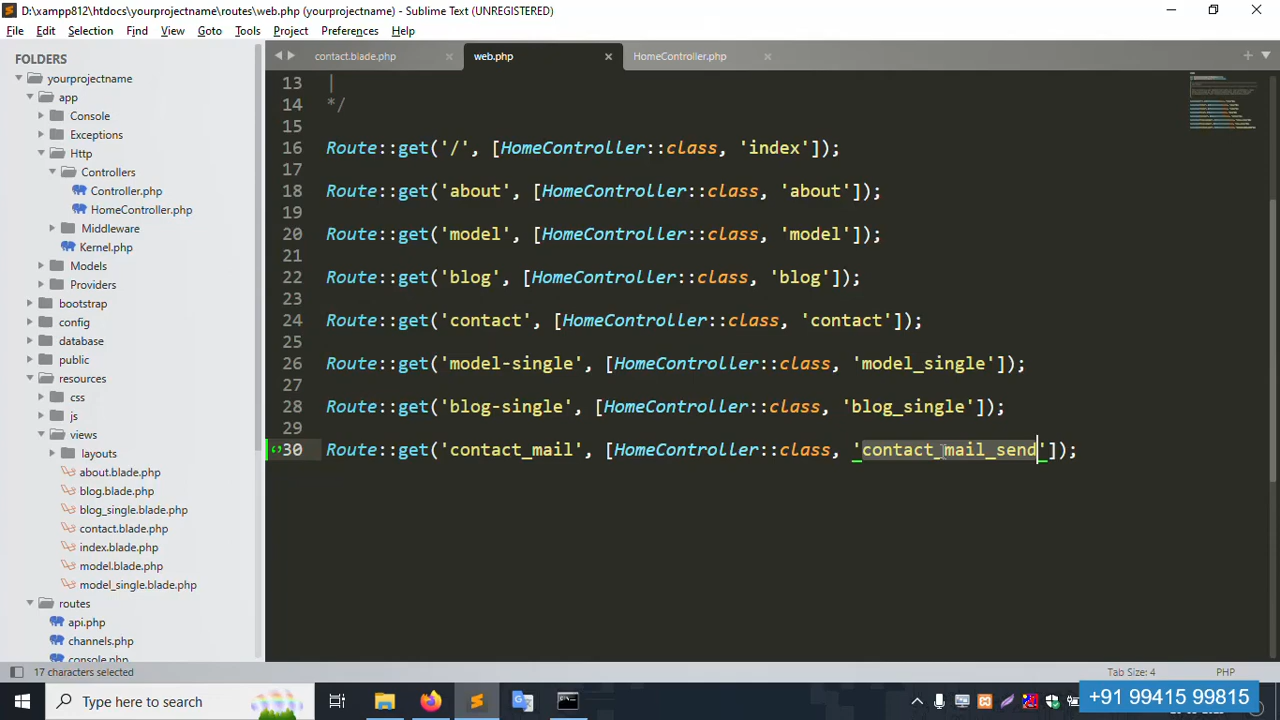 D:\xampp812\htdocs\yourprojectname\routes\web.php (yourprojectname) - Sublime Text (UNREGISTERED)
File Edit Selection Find View Goto Tools Project Preferences Help
FOLDERS
yourprojectname
app
Console
Exceptions
Http
Controllers
Controller.php
HomeController.php
Middleware
Kernel.php
Models
Providers
bootstrap
config
database
public
resources
css
js
views
layouts
about.blade.php
blog.blade.php
blog_single.blade.php
contact.blade.php
index.blade.php
model.blade.php
model_single.blade.php
routes
api.php
channels.php
console.php
contact.blade.php web.php HomeController.php
13 |
14 */
15
16 Route::get('/', [HomeController::class, 'index']);
17
18 Route::get('about', [HomeController::class, 'about']);
19
20 Route::get('model', [HomeController::class, 'model']);
21
22 Route::get('blog', [HomeController::class, 'blog']);
23
24 Route::get('contact', [HomeController::class, 'contact']);
25
26 Route::get('model-single', [HomeController::class, 'model_single']);
27
28 Route::get('blog-single', [HomeController::class, 'blog_single']);
29
30 Route::get('contact_mail', [HomeController::class, 'contact_mail_send']);
17 characters selected
Tab Size: 4 PHP
Type here to search
+91 99415 99815